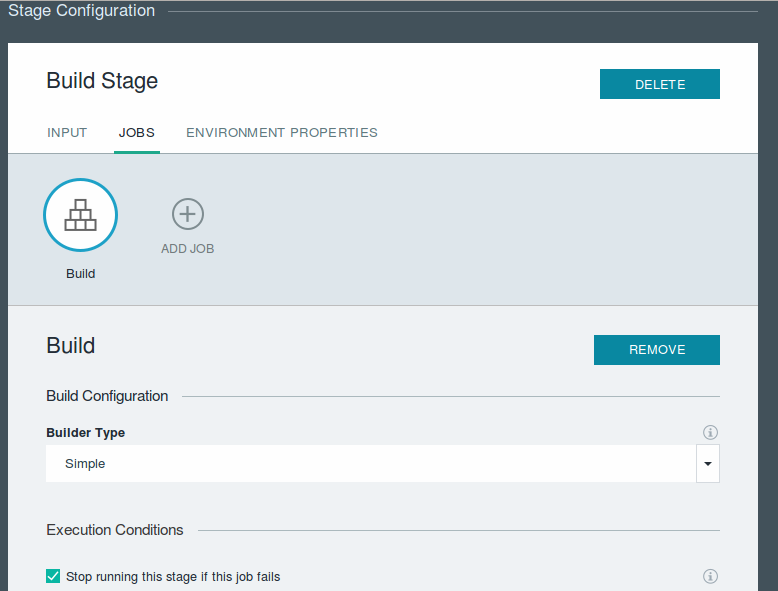 Stage Configuration
Build Stage
DELETE
INPUT JOBS ENVIRONMENT PROPERTIES
Build
ADD JOB
Build
REMOVE
Build Configuration
Builder Type
Simple
Execution Conditions
Stop running this stage if this job fails